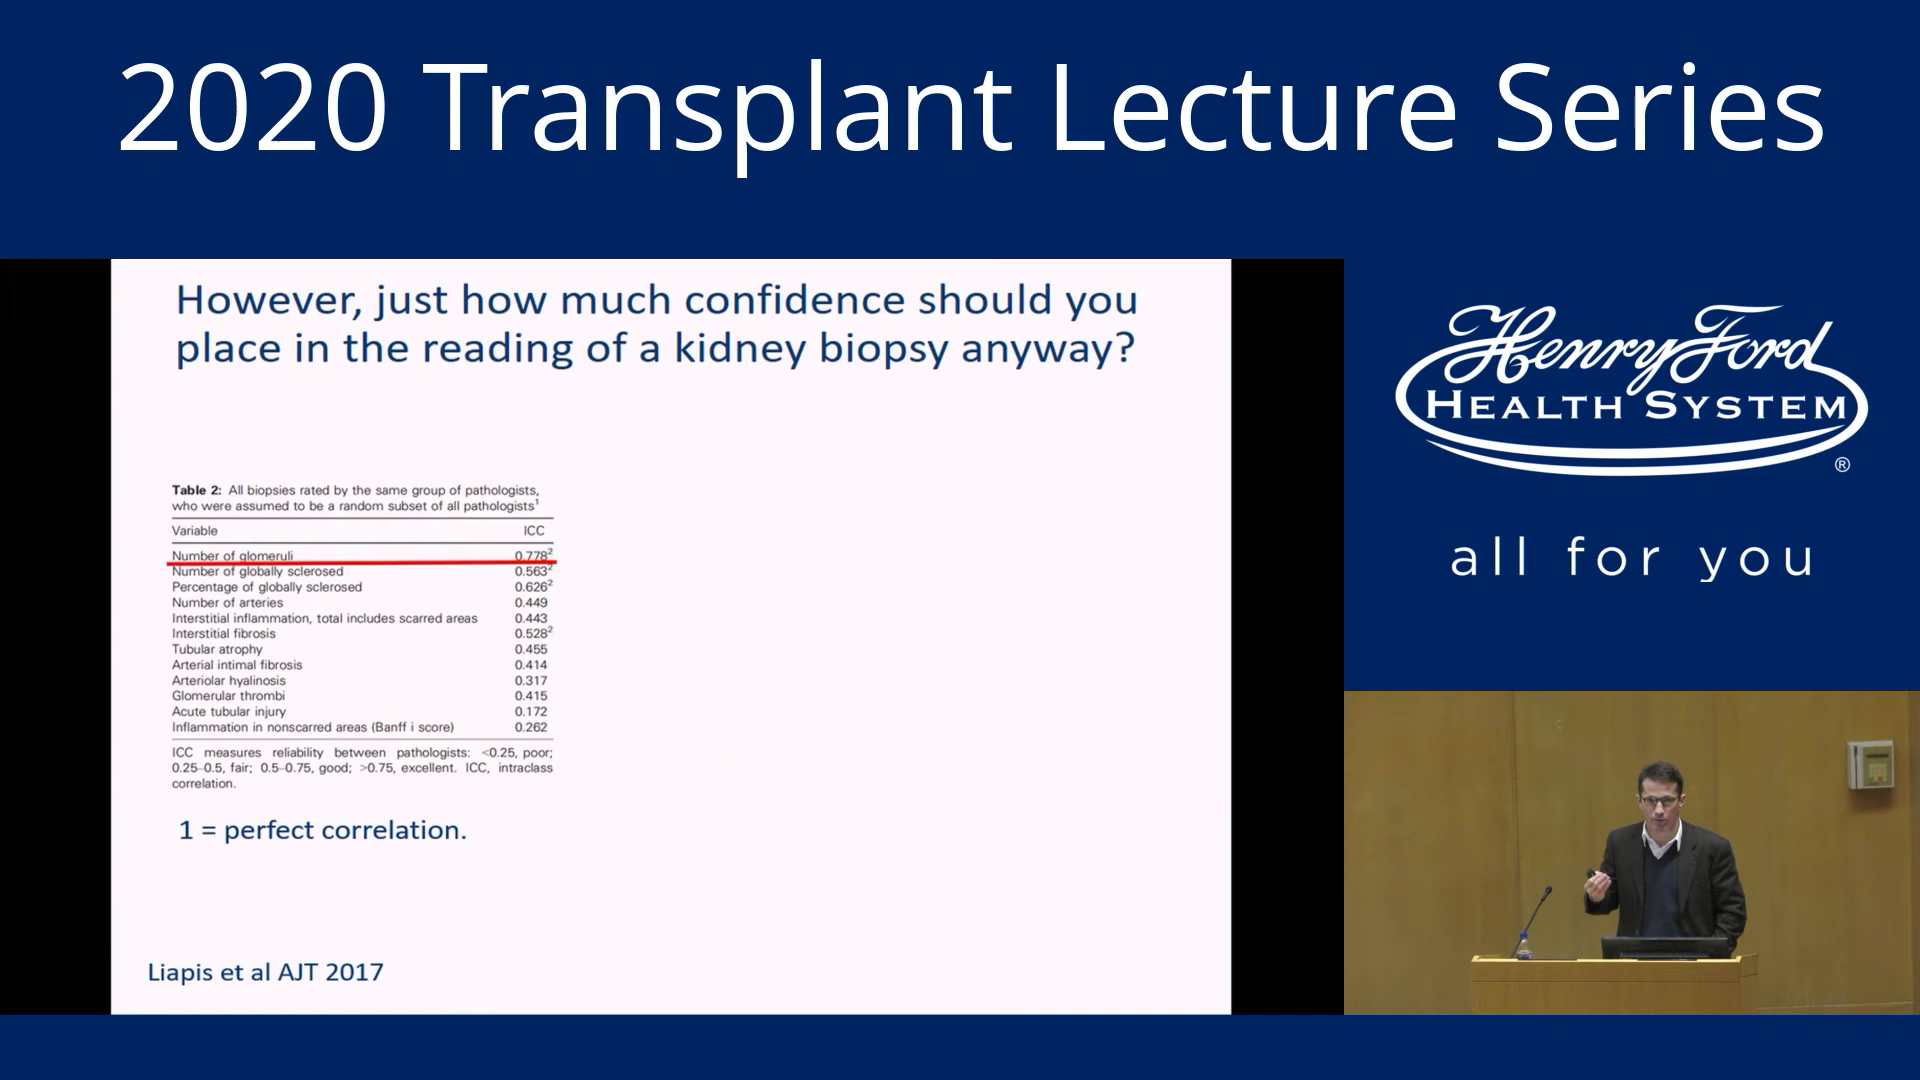 2020 Transplant Lecture Series
However, just how much confidence should you
place in the reading of a kidney biopsy anyway?
Table 2: All biopsies rated by the same group of pathologists,
who were assumed to be a random subset of all pathologists¹
Variable ICC
Number of glomeruli 0.778²
Number of globally sclerosed 0.563²
Percentage of globally sclerosed 0.626²
Number of arteries 0.449
Interstitial inflammation, total includes scarred areas 0.443
Interstitial fibrosis 0.528²
Tubular atrophy 0.455
Arterial intimal fibrosis 0.414
Arteriolar hyalinosis 0.317
Glomerular thrombi 0.415
Acute tubular injury 0.172
Inflammation in nonscarred areas (Banff i score) 0.262
ICC measures reliability between pathologists: <0.25, poor;
0.25–0.5, fair; 0.5–0.75, good; >0.75, excellent. ICC, intraclass
correlation.
1 = perfect correlation.
Liapis et al AJT 2017
Henry Ford
HEALTH SYSTEM
®
all for you